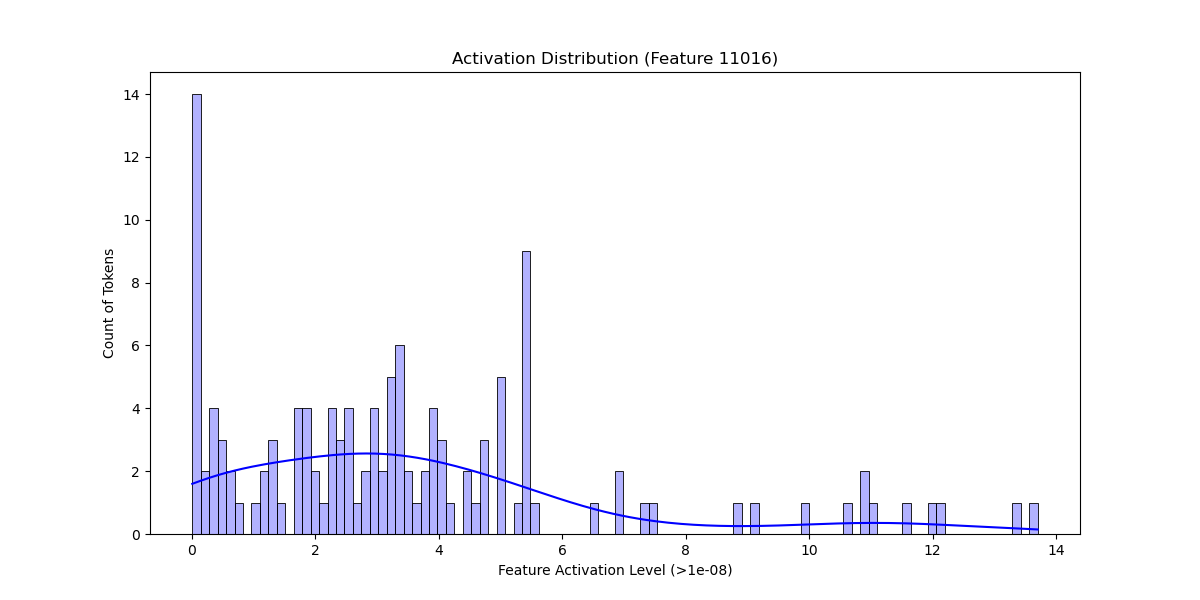 Activation Distribution (Feature 11016)
14
12
10
8
6
4
2
0
Count of Tokens
0 2 4 6 8 10 12 14
Feature Activation Level (>1e-08)